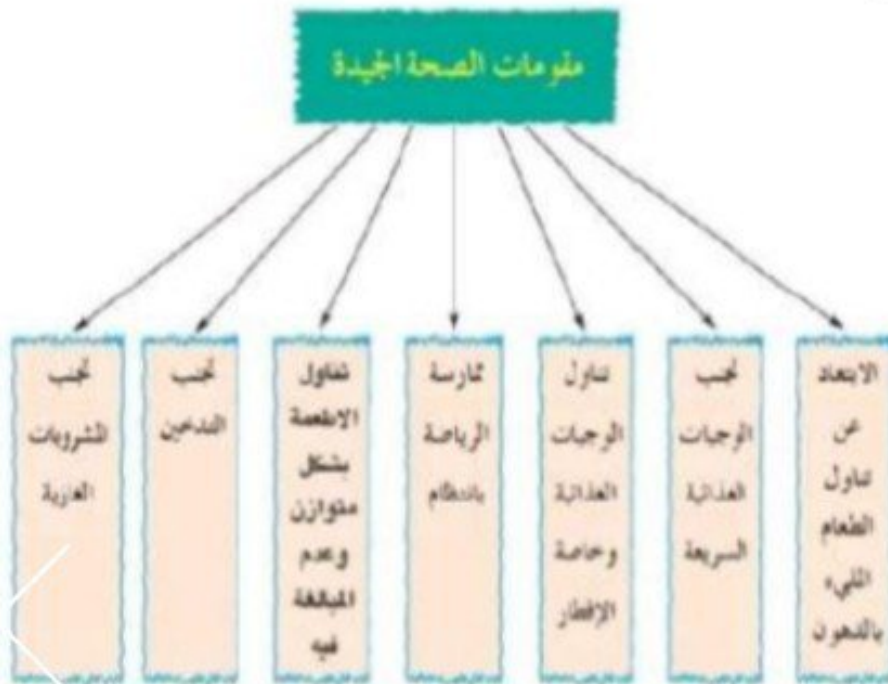 مقومات الصحة الجيدة
الابتعاد
عن
تناول
الطعام
المليء
بالدهون
تجنب
الوجبات
الغذائية
السريعة
تناول
الوجبات
الغذائية
وخاصة
الإفطار
ممارسة
الرياضة
بانتظام
تناول
الاطعمة
بشكل
متوازن
وعدم
المبالغة
فيه
تجنب
التدخين
تجنب
المشروبات
الغازية